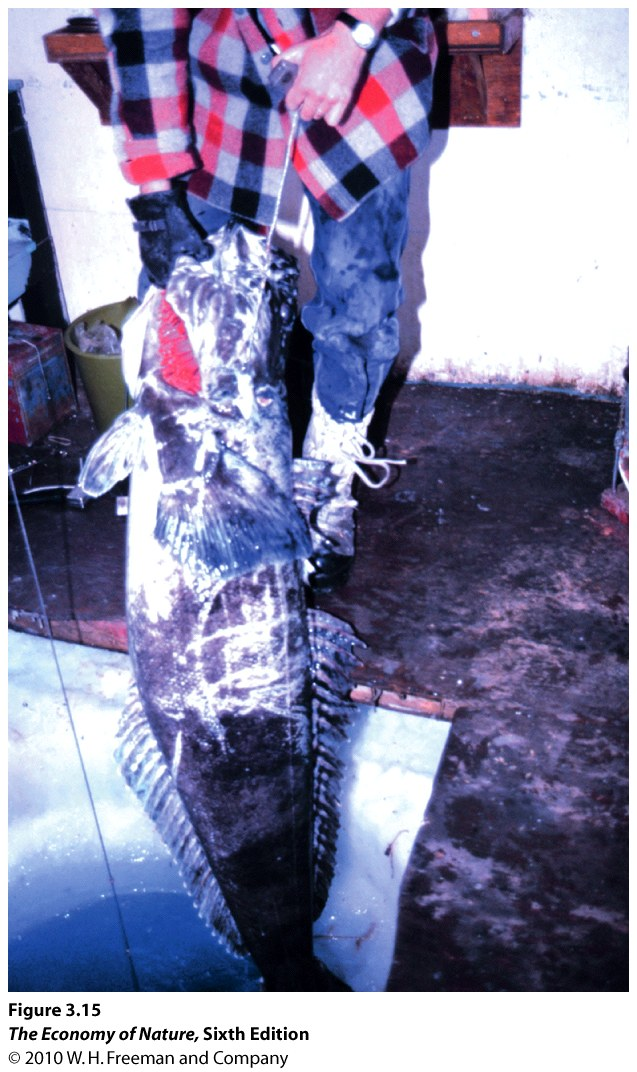 Figure 3.15
The Economy of Nature, Sixth Edition
© 2010 W. H. Freeman and Company